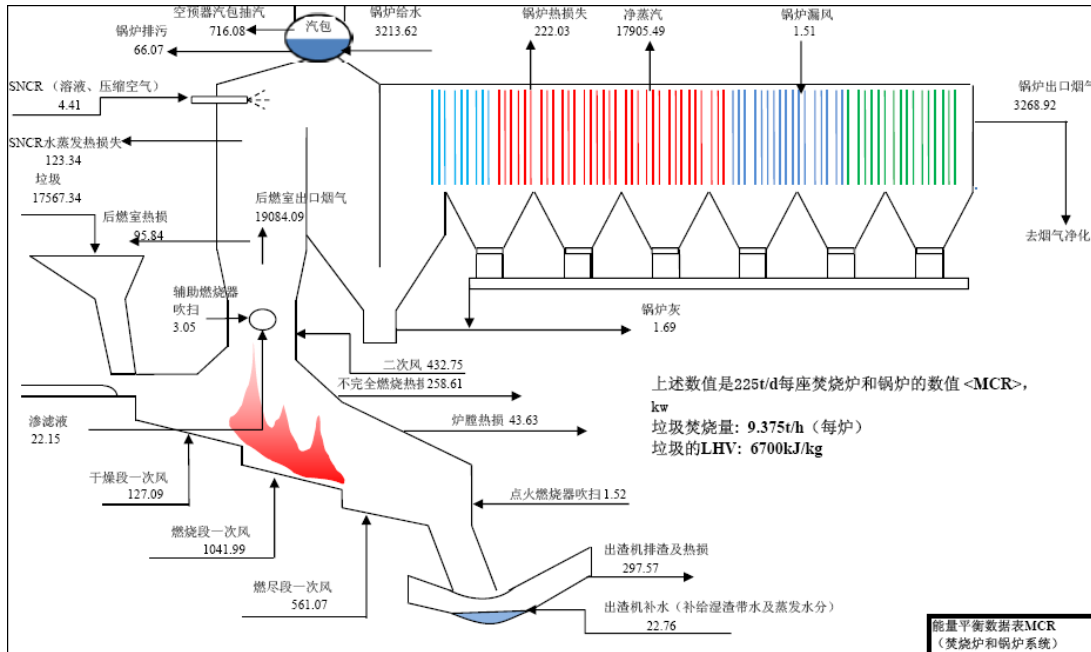 空预器汽包抽汽
716.08
汽包
锅炉给水
3213.62
锅炉热损失
222.03
净蒸汽
17905.49
锅炉漏风
1.51
锅炉排污
66.07
SNCR （溶液、压缩空气）
4.41
锅炉出口烟气
3268.92
SNCR水蒸发热损失
123.34
垃圾
17567.34
后燃室热损
95.84
后燃室出口烟气
19084.09
去烟气净化
辅助燃烧器
吹扫
3.05
锅炉灰
1.69
二次风 432.75
不完全燃烧热损 258.61
上述数值是225t/d每座焚烧炉和锅炉的数值 <MCR>，
kw
垃圾焚烧量: 9.375t/h（每炉）
垃圾的LHV: 6700kJ/kg
渗滤液
22.15
炉膛热损 43.63
干燥段一次风
127.09
点火燃烧器吹扫 1.52
燃烧段一次风
1041.99
出渣机排渣及热损
297.57
燃尽段一次风
561.07
出渣机补水（补给湿渣带水及蒸发水分）
22.76
能量平衡数据表MCR
（焚烧炉和锅炉系统）